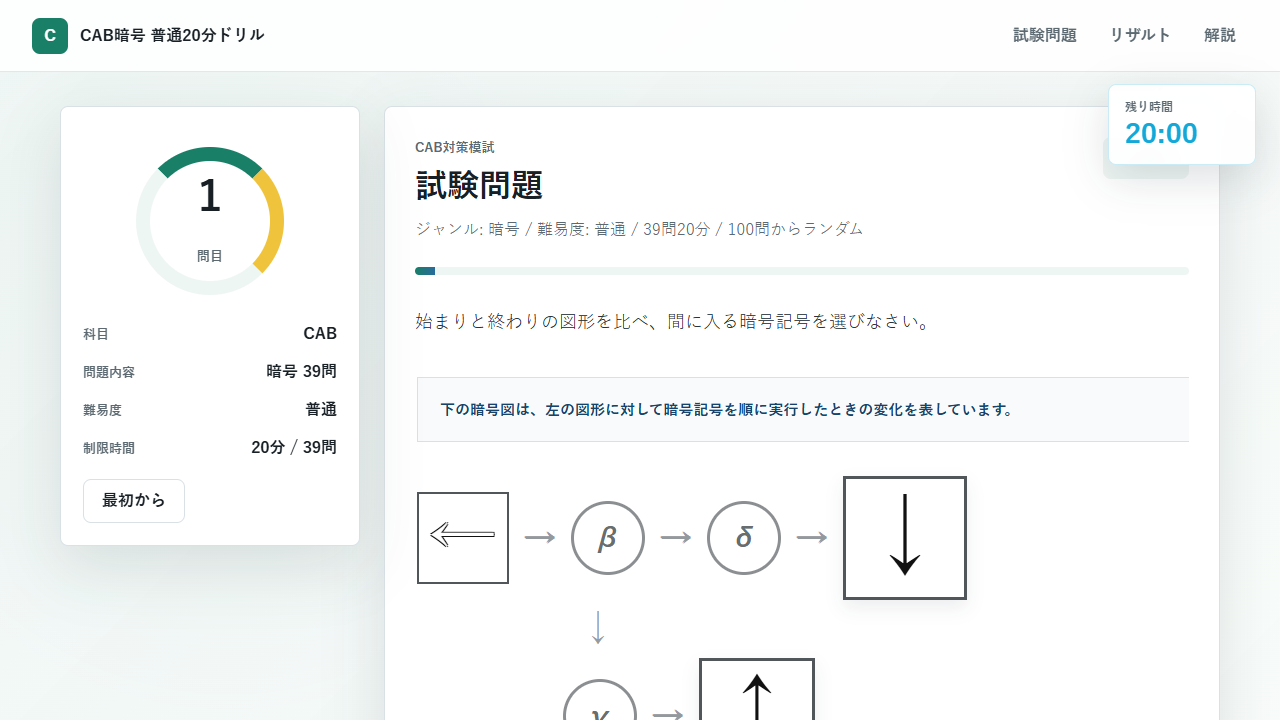 C CAB暗号 普通20分ドリル
試験問題 リザルト 解説
残り時間
20:00
1
問目
科目 CAB
問題内容 暗号 39問
難易度 普通
制限時間 20分 / 39問
最初から
CAB対策模試
試験問題
ジャンル: 暗号 / 難易度: 普通 / 39問20分 / 100問からランダム
始まりと終わりの図形を比べ、間に入る暗号記号を選びなさい。
下の暗号図は、左の図形に対して暗号記号を順に実行したときの変化を表しています。
→ β → δ →
↓
γ →